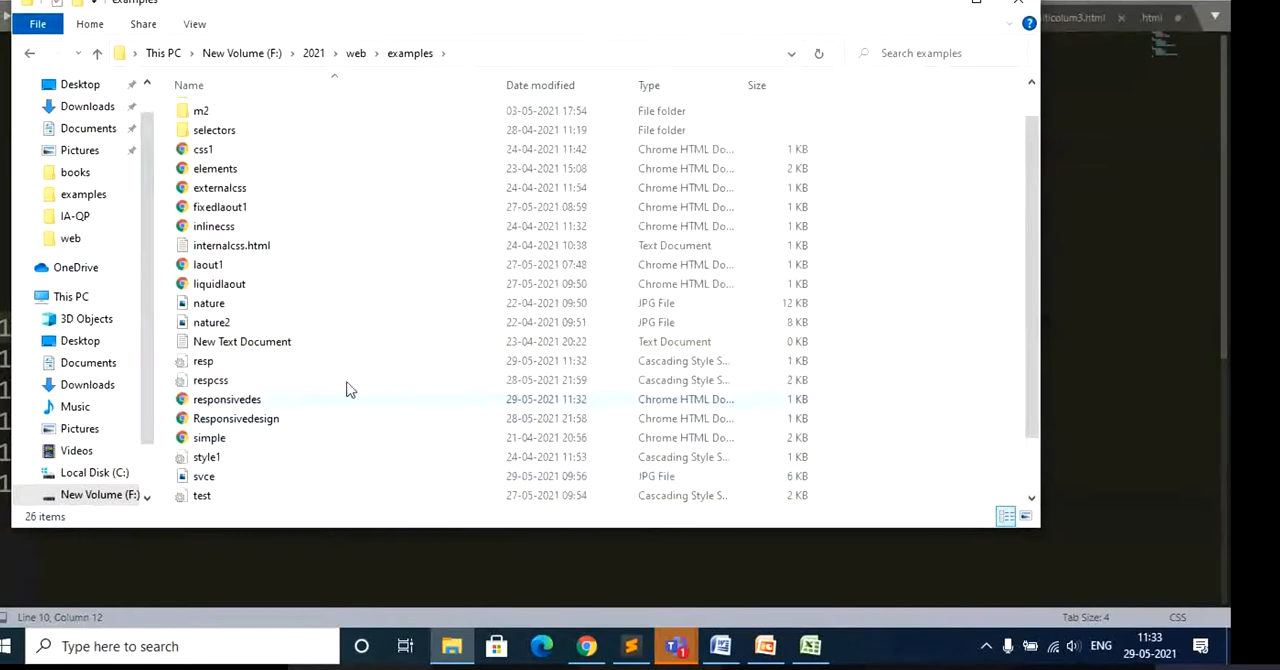 examples
lticolum3.html
.html
File Home Share View
This PC > New Volume (F:) > 2021 > web > examples >
Search examples
Name Date modified Type Size
Desktop
Downloads
Documents
Pictures
books
examples
IA-QP
web
OneDrive
This PC
3D Objects
Desktop
Documents
Downloads
Music
Pictures
Videos
Local Disk (C:)
New Volume (F:)
m2 03-05-2021 17:54 File folder
selectors 28-04-2021 11:19 File folder
css1 24-04-2021 11:42 Chrome HTML Do... 1 KB
elements 23-04-2021 15:08 Chrome HTML Do... 2 KB
externalcss 24-04-2021 11:54 Chrome HTML Do... 1 KB
fixedlaout1 27-05-2021 08:59 Chrome HTML Do... 1 KB
inlinecss 24-04-2021 11:32 Chrome HTML Do... 1 KB
internalcss.html 24-04-2021 10:38 Text Document 1 KB
laout1 27-05-2021 07:48 Chrome HTML Do... 1 KB
liquidlaout 27-05-2021 09:50 Chrome HTML Do... 1 KB
nature 22-04-2021 09:50 JPG File 12 KB
nature2 22-04-2021 09:51 JPG File 8 KB
New Text Document 23-04-2021 20:22 Text Document 0 KB
resp 29-05-2021 11:32 Cascading Style S... 1 KB
respcss 28-05-2021 21:59 Cascading Style S... 2 KB
responsivedes 29-05-2021 11:32 Chrome HTML Do... 1 KB
Responsivedesign 28-05-2021 21:58 Chrome HTML Do... 1 KB
simple 21-04-2021 20:56 Chrome HTML Do... 2 KB
style1 24-04-2021 11:53 Cascading Style S... 1 KB
svce 29-05-2021 09:56 JPG File 6 KB
test 27-05-2021 09:54 Cascading Style S.. 2 KB
26 items
Line 10, Column 12
Tab Size: 4 CSS
Type here to search
ENG
11:33
29-05-2021